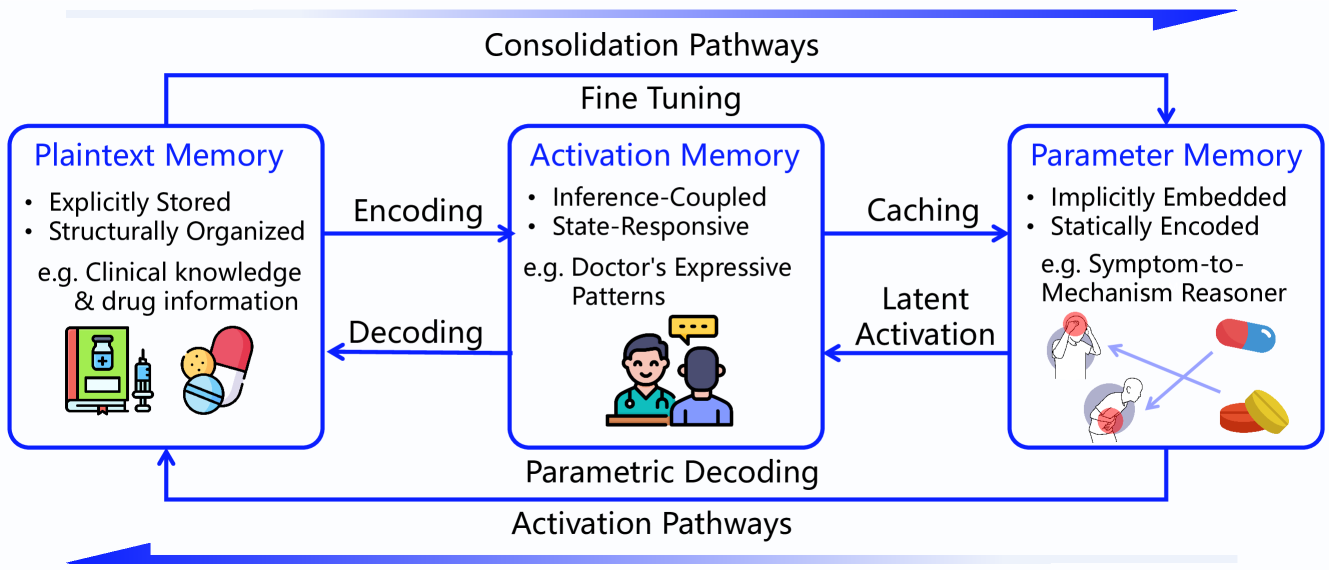 Consolidation Pathways
Fine Tuning
Plaintext Memory
• Explicitly Stored
• Structurally Organized
e.g. Clinical knowledge
& drug information
Encoding
Decoding
Activation Memory
• Inference-Coupled
• State-Responsive
e.g. Doctor's Expressive
Patterns
Caching
Latent
Activation
Parameter Memory
• Implicitly Embedded
• Statically Encoded
e.g. Symptom-to-
Mechanism Reasoner
Parametric Decoding
Activation Pathways